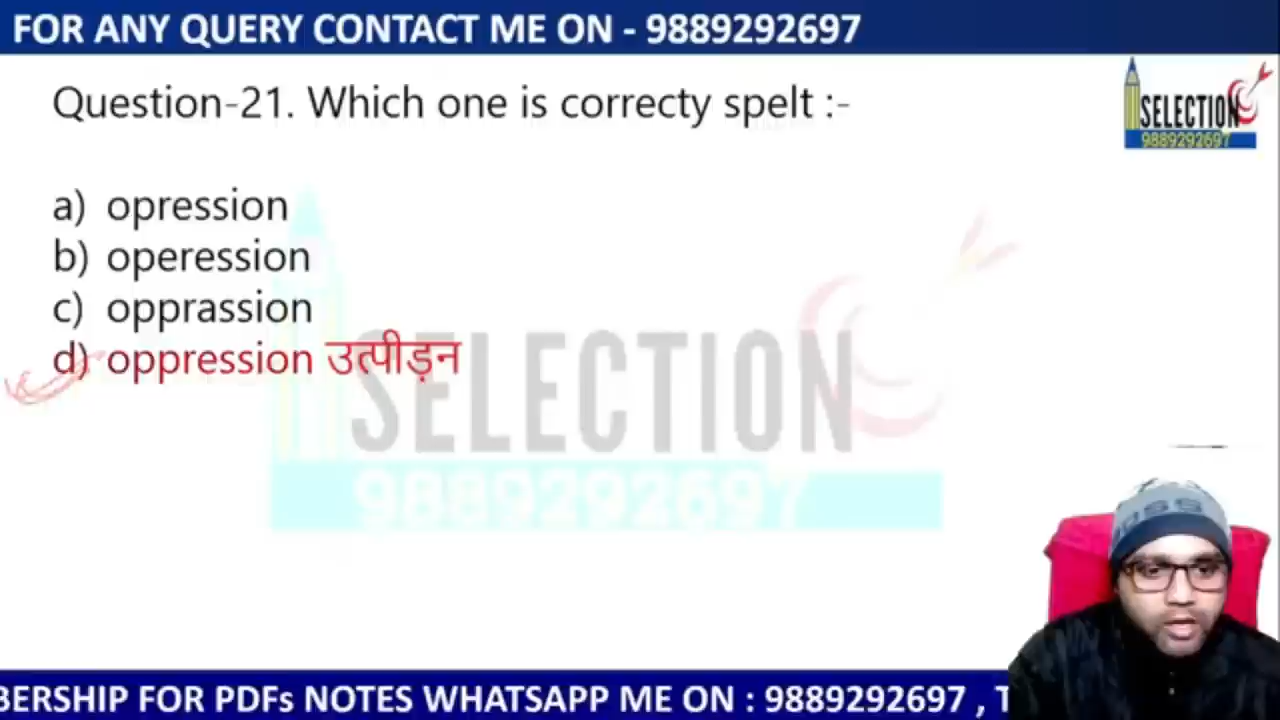 FOR ANY QUERY CONTACT ME ON - 9889292697
SELECTION
9889292697
Question-21. Which one is correcty spelt :-
a) opression
b) operession
c) opprassion
d) oppression उत्पीड़न
SELECTION
9889292697
BERSHIP FOR PDFs NOTES WHATSAPP ME ON : 9889292697 , T